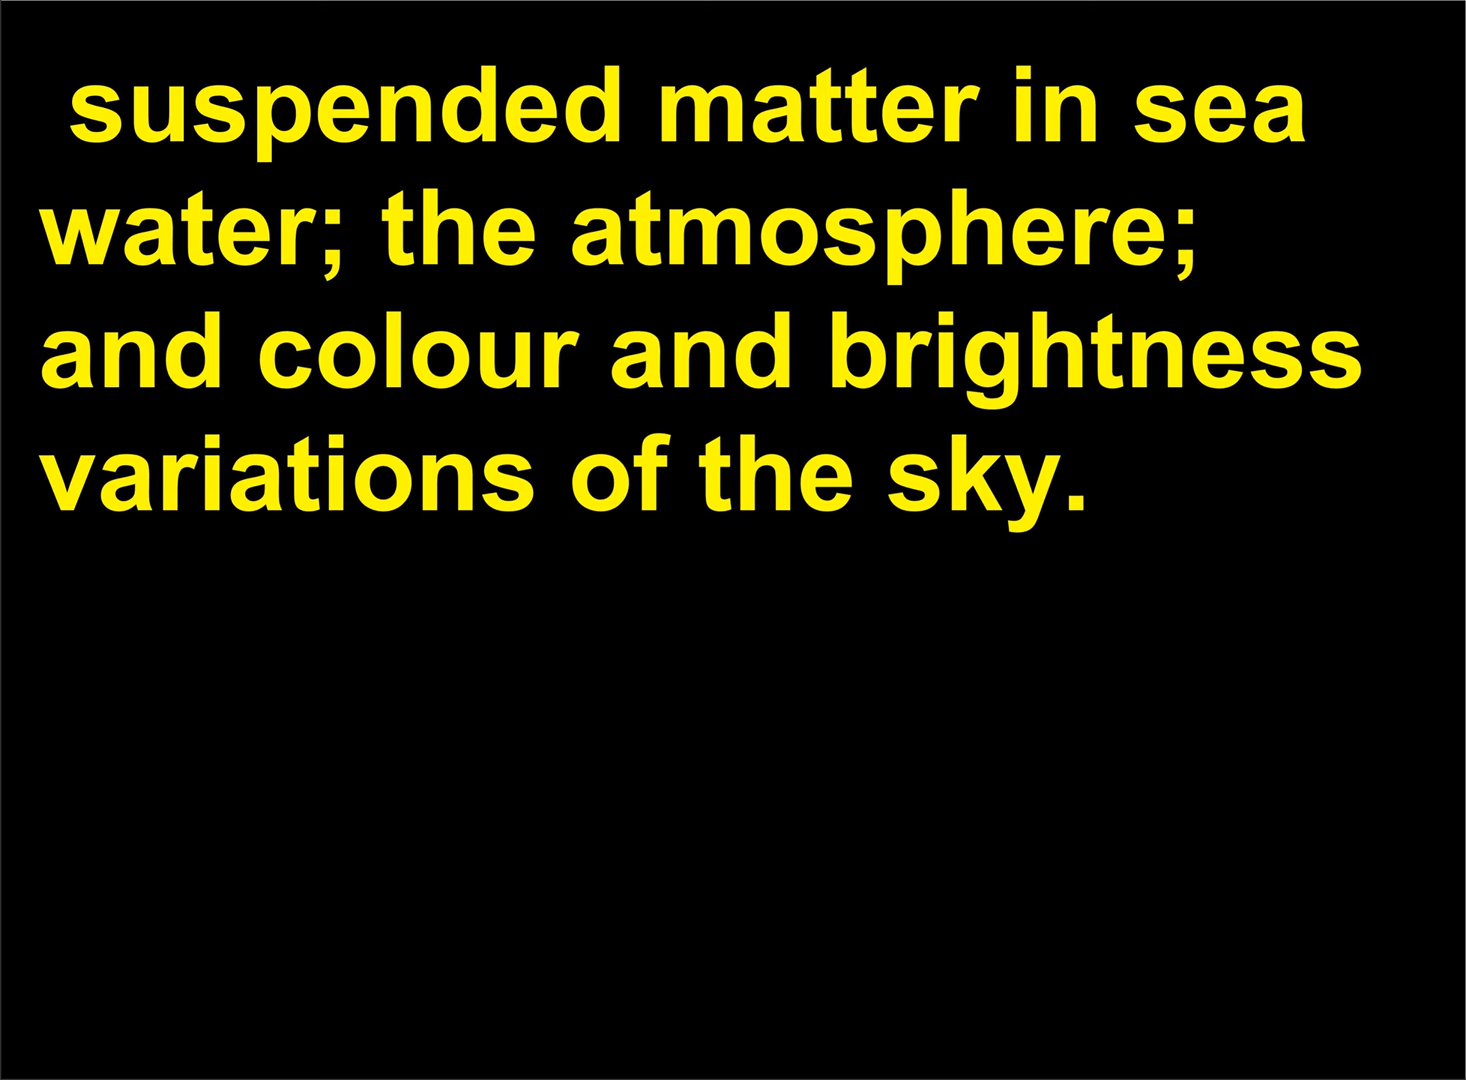 suspended matter in sea
water; the atmosphere;
and colour and brightness
variations of the sky.